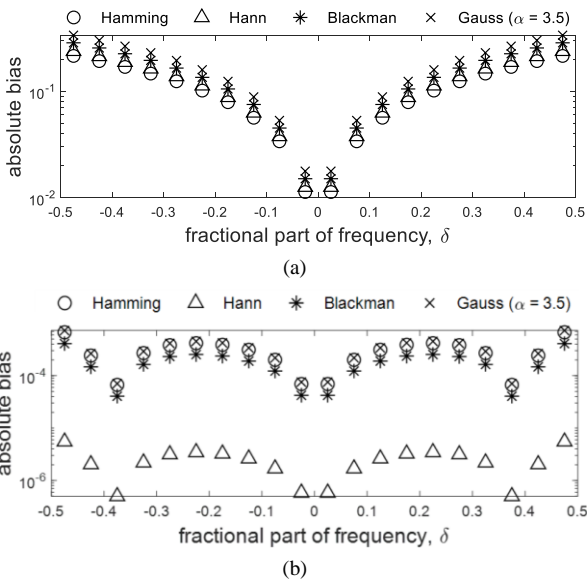 Hamming Hann Blackman Gauss (α = 3.5)
absolute bias
10⁻¹
10⁻²
-0.5 -0.4 -0.3 -0.2 -0.1 0 0.1 0.2 0.3 0.4 0.5
fractional part of frequency, δ
(a)
Hamming Hann Blackman Gauss (α = 3.5)
absolute bias
10⁻⁴
10⁻⁶
-0.5 -0.4 -0.3 -0.2 -0.1 0 0.1 0.2 0.3 0.4 0.5
fractional part of frequency, δ
(b)